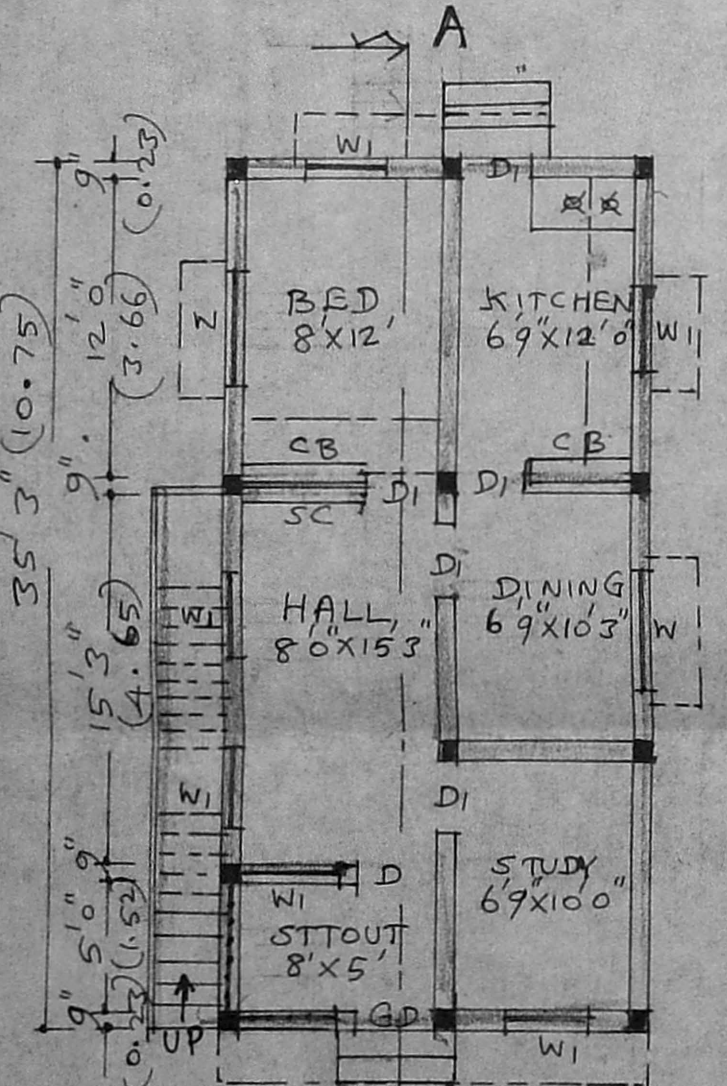 A
W1
D1
9"
(0.23)
BED
8'X12'
KITCHEN
6'9"X12'0"
W
W1
12'0"
(3.66)
35'3" (10.75)
CB
CB
9".
D1
D1
SC
D1
HALL,
8'0"X15'3"
DINING
6'9"X10'3"
W1
W
15'3"
(4.65)
W1
D1
9"
W1
D
STUDY
6'9"X10'0"
STTOUT
8'X5'
5'0"
(1.52)
9"
(0.23)
UP
GD
W1